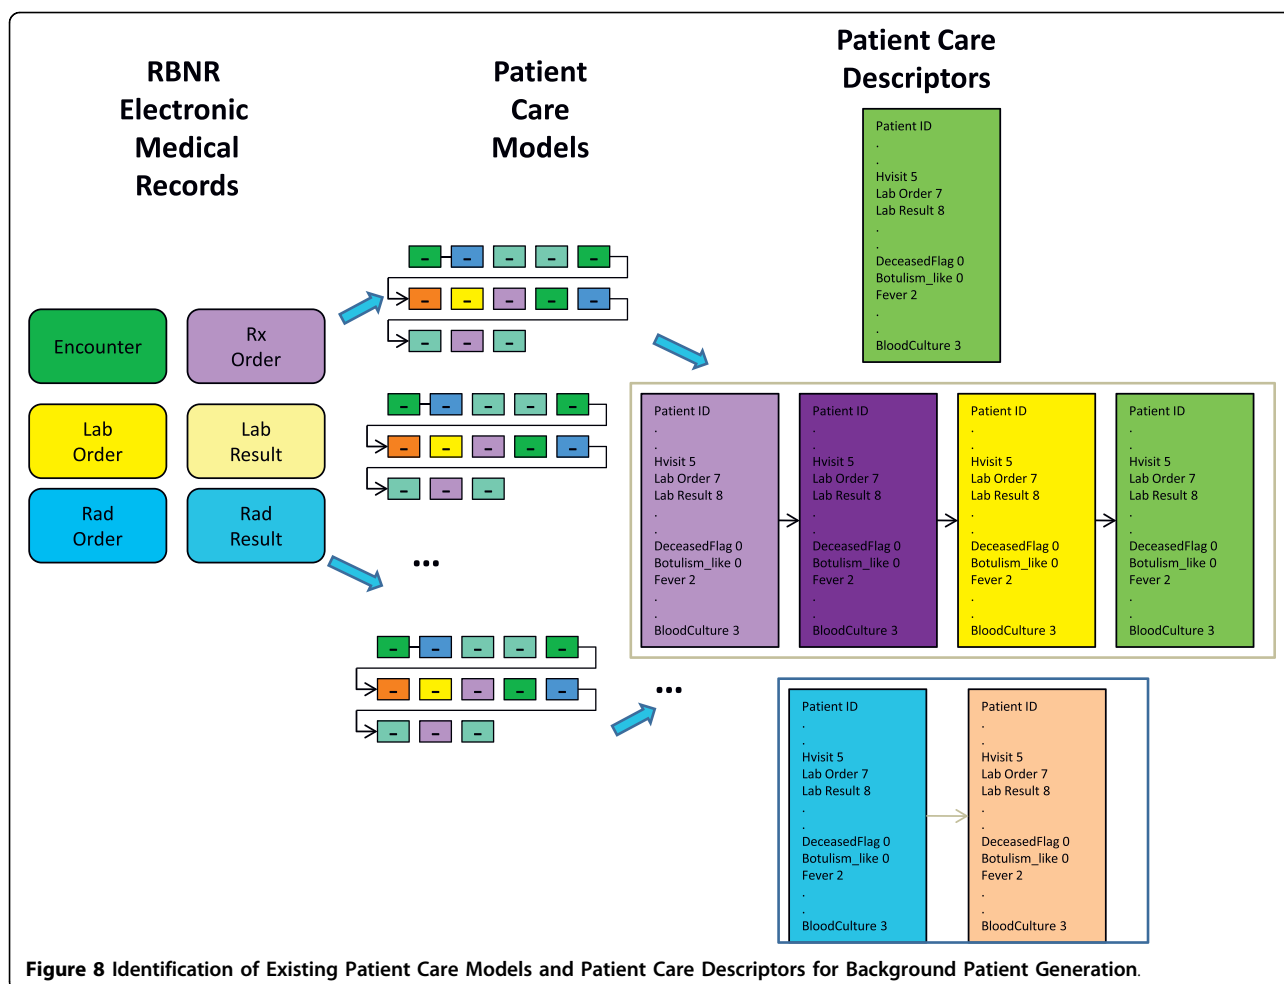 RBNR
Electronic
Medical
Records
Patient
Care
Models
Patient Care
Descriptors
Encounter
Rx
Order
Lab
Order
Lab
Result
Rad
Order
Rad
Result
- - - - -
- - - - -
- - -
- - - - -
- - - - -
- - -
...
- - - - -
- - - - -
- - -
...
Patient ID
.
.
Hvisit 5
Lab Order 7
Lab Result 8
.
.
DeceasedFlag 0
Botulism_like 0
Fever 2
.
.
BloodCulture 3
Patient ID
.
.
Hvisit 5
Lab Order 7
Lab Result 8
.
.
DeceasedFlag 0
Botulism_like 0
Fever 2
.
.
BloodCulture 3
Patient ID
.
.
Hvisit 5
Lab Order 7
Lab Result 8
.
.
DeceasedFlag 0
Botulism_like 0
Fever 2
.
.
BloodCulture 3
Patient ID
.
.
Hvisit 5
Lab Order 7
Lab Result 8
.
.
DeceasedFlag 0
Botulism_like 0
Fever 2
.
.
BloodCulture 3
Patient ID
.
.
Hvisit 5
Lab Order 7
Lab Result 8
.
.
DeceasedFlag 0
Botulism_like 0
Fever 2
.
.
BloodCulture 3
Patient ID
.
.
Hvisit 5
Lab Order 7
Lab Result 8
.
.
DeceasedFlag 0
Botulism_like 0
Fever 2
.
.
BloodCulture 3
Patient ID
.
.
Hvisit 5
Lab Order 7
Lab Result 8
.
.
DeceasedFlag 0
Botulism_like 0
Fever 2
.
.
BloodCulture 3
Figure 8 Identification of Existing Patient Care Models and Patient Care Descriptors for Background Patient Generation.